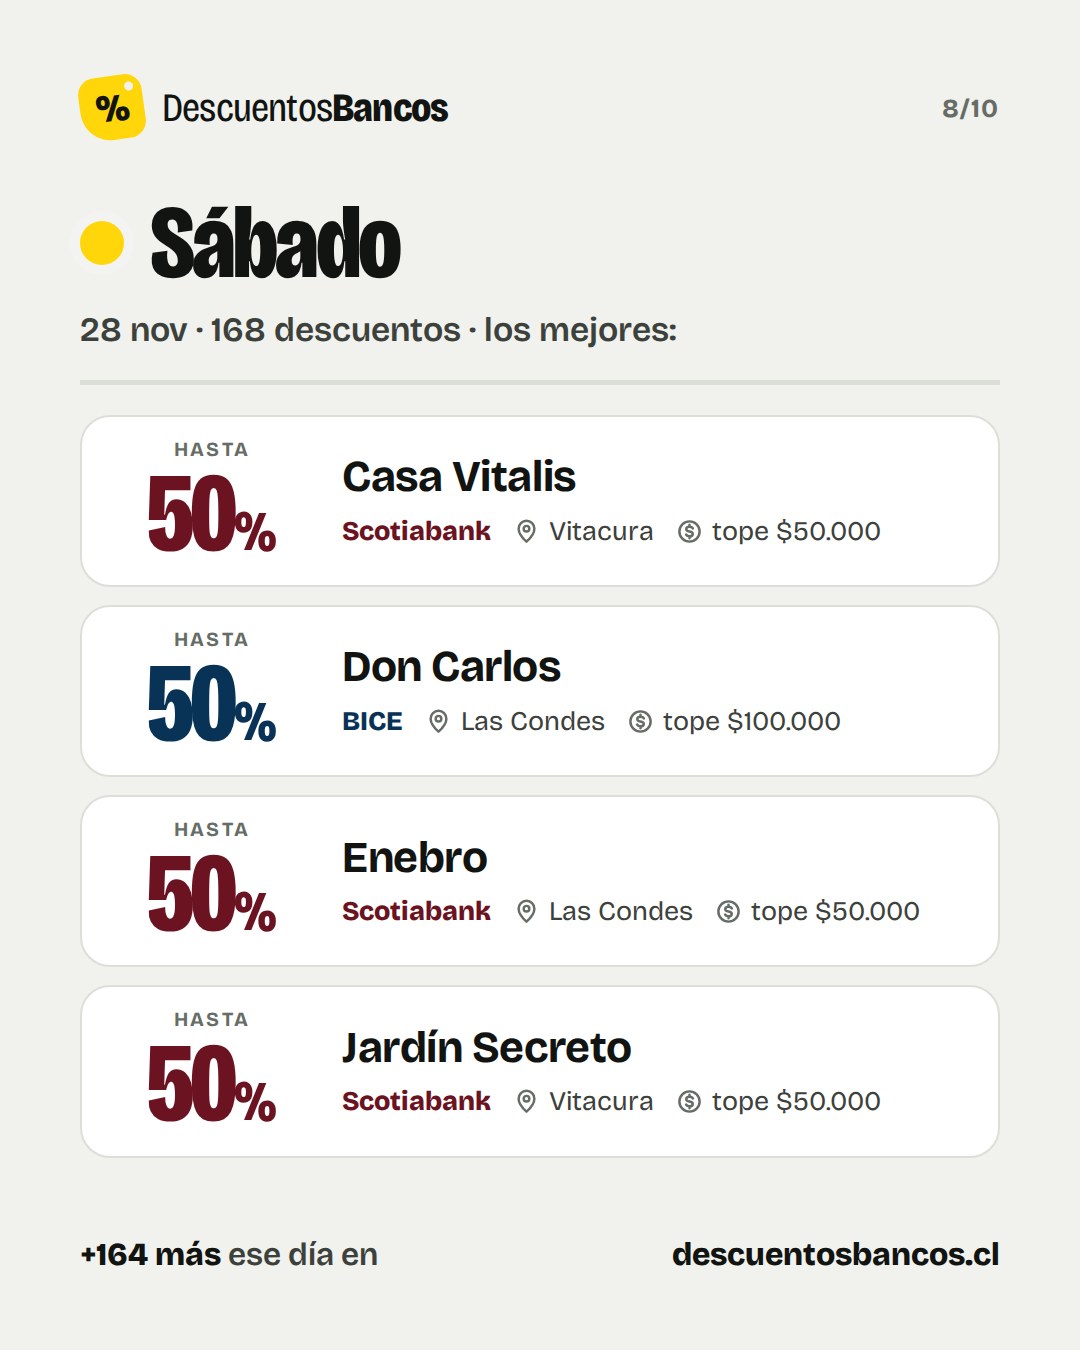 %
DescuentosBancos
8/10
Sábado
28 nov · 168 descuentos · los mejores:
HASTA
50%
Casa Vitalis
Scotiabank Vitacura tope $50.000
HASTA
50%
Don Carlos
BICE Las Condes tope $100.000
HASTA
50%
Enebro
Scotiabank Las Condes tope $50.000
HASTA
50%
Jardín Secreto
Scotiabank Vitacura tope $50.000
+164 más ese día en
descuentosbancos.cl